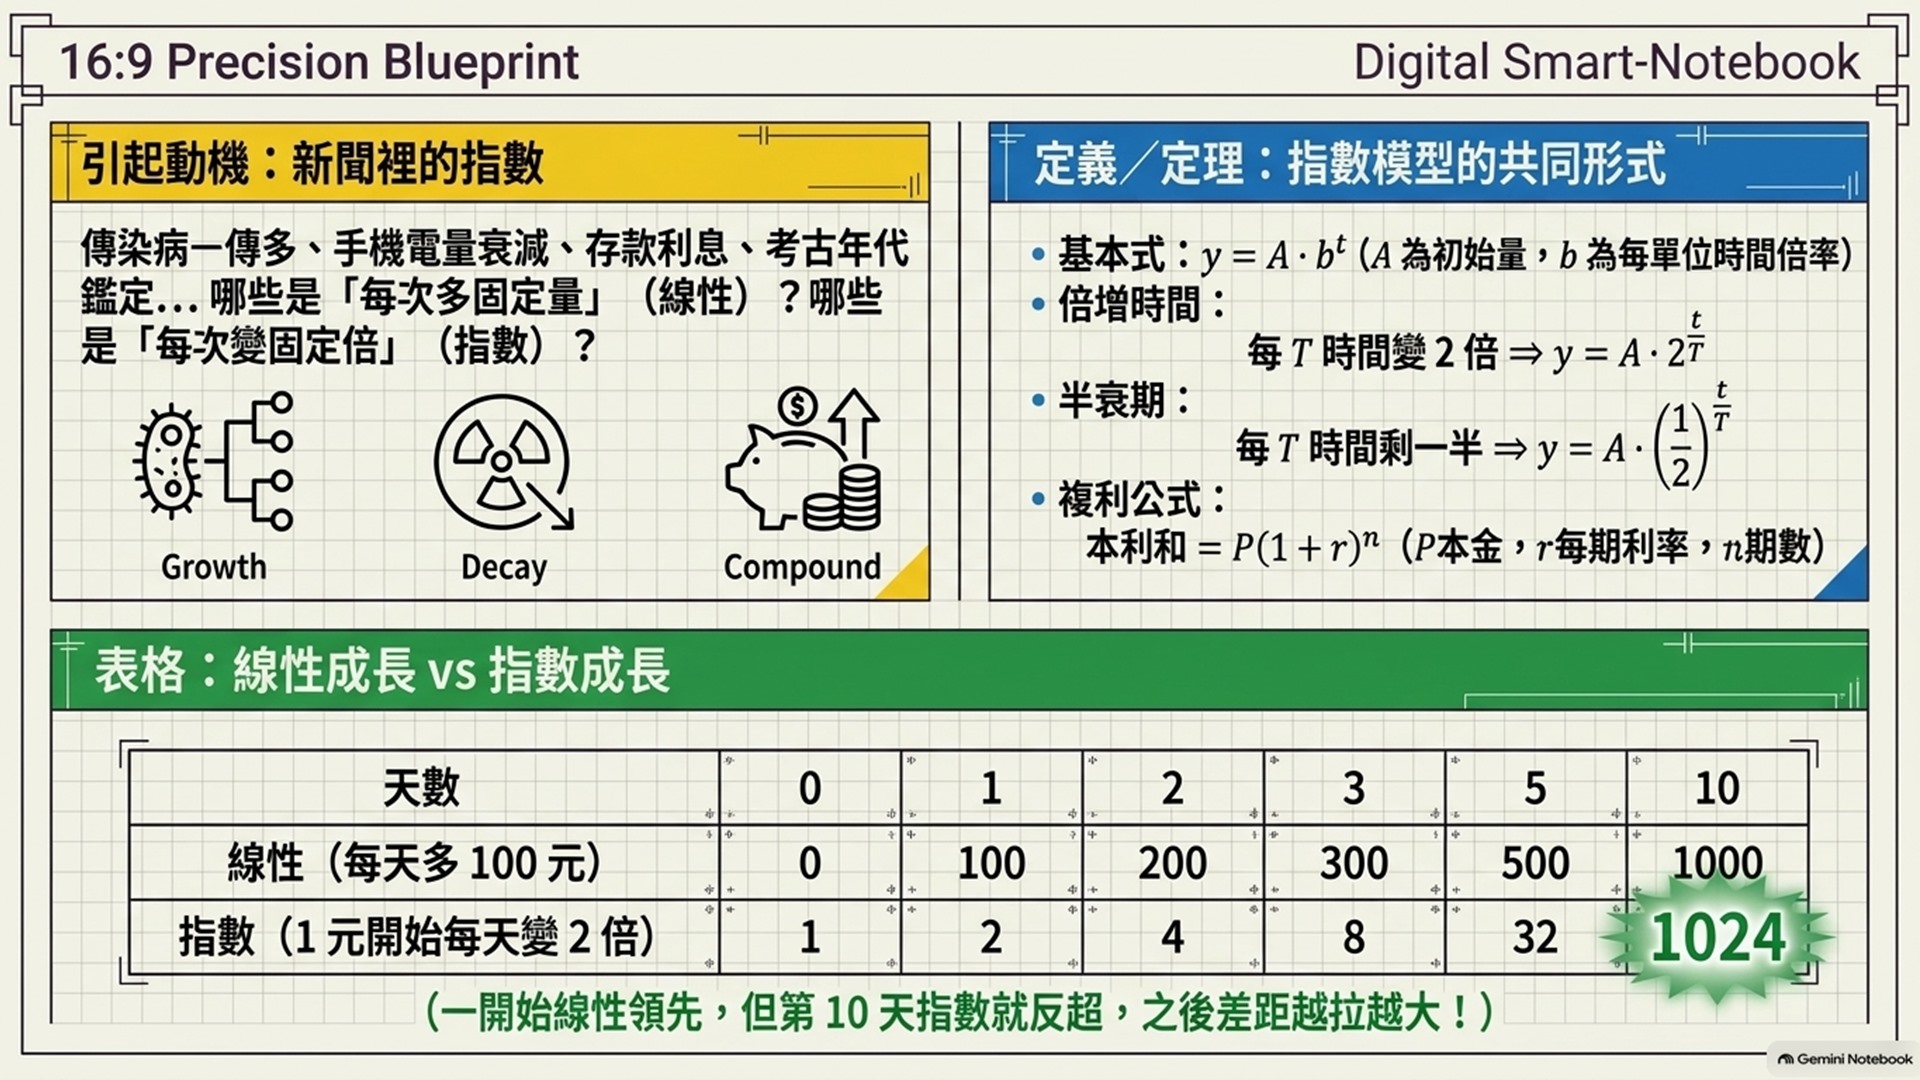 16:9 Precision Blueprint
Digital Smart-Notebook
引起動機：新聞裡的指數
傳染病一傳多、手機電量衰減、存款利息、考古年代
鑑定… 哪些是「每次多固定量」（線性）？哪些
是「每次變固定倍」（指數）？
Growth
Decay
Compound
定義／定理：指數模型的共同形式
• 基本式：y = A · b^t（A 為初始量，b 為每單位時間倍率）
• 倍增時間：
每 T 時間變 2 倍 ⇒ y = A · 2^(t/T)
• 半衰期：
每 T 時間剩一半 ⇒ y = A · (1/2)^(t/T)
• 複利公式：
本利和 = P(1 + r)^n（P本金，r每期利率，n期數）
表格：線性成長 vs 指數成長
天數 0 1 2 3 5 10
線性（每天多 100 元） 0 100 200 300 500 1000
指數（1 元開始每天變 2 倍） 1 2 4 8 32 1024
（一開始線性領先，但第 10 天指數就反超，之後差距越拉越大！）
Gemini Notebook